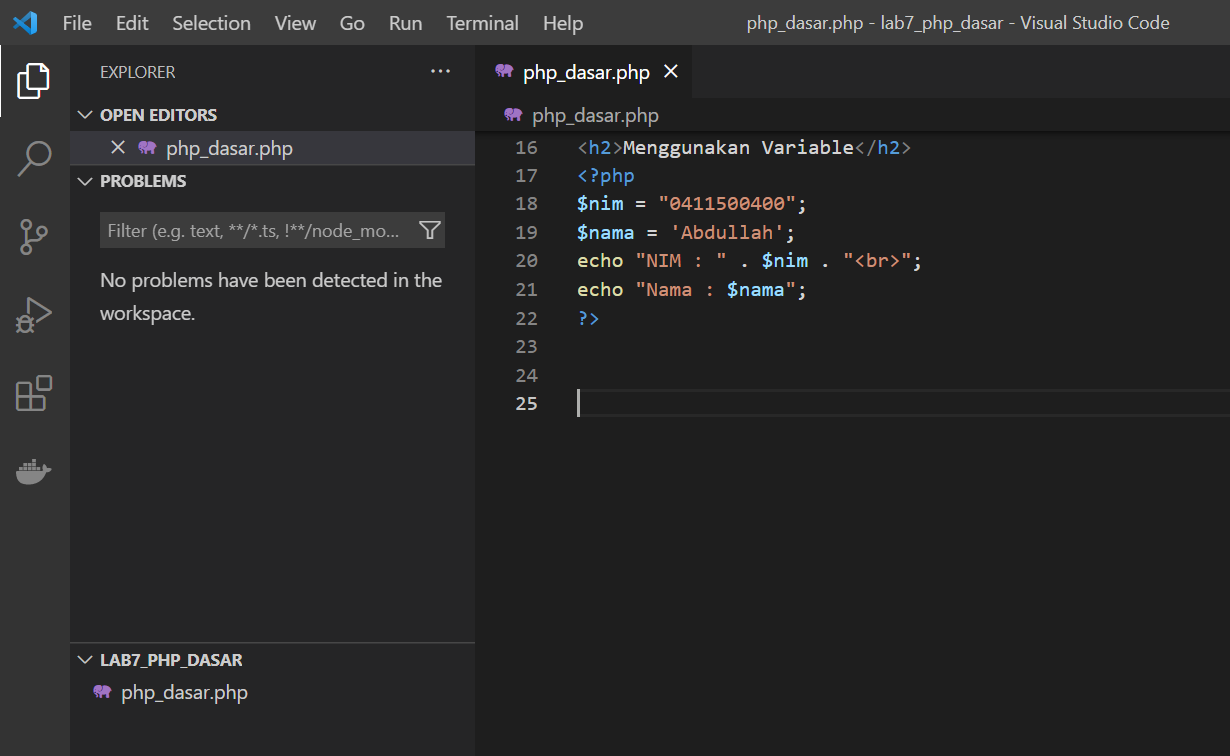 File Edit Selection View Go Run Terminal Help php_dasar.php - lab7_php_dasar - Visual Studio Code
EXPLORER ···
OPEN EDITORS
php_dasar.php
PROBLEMS
Filter (e.g. text, **/*.ts, !**/node_mo...
No problems have been detected in the
workspace.
LAB7_PHP_DASAR
php_dasar.php
php_dasar.php
php_dasar.php
16 <h2>Menggunakan Variable</h2>
17 <?php
18 $nim = "0411500400";
19 $nama = 'Abdullah';
20 echo "NIM : " . $nim . "<br>";
21 echo "Nama : $nama";
22 ?>
23
24
25